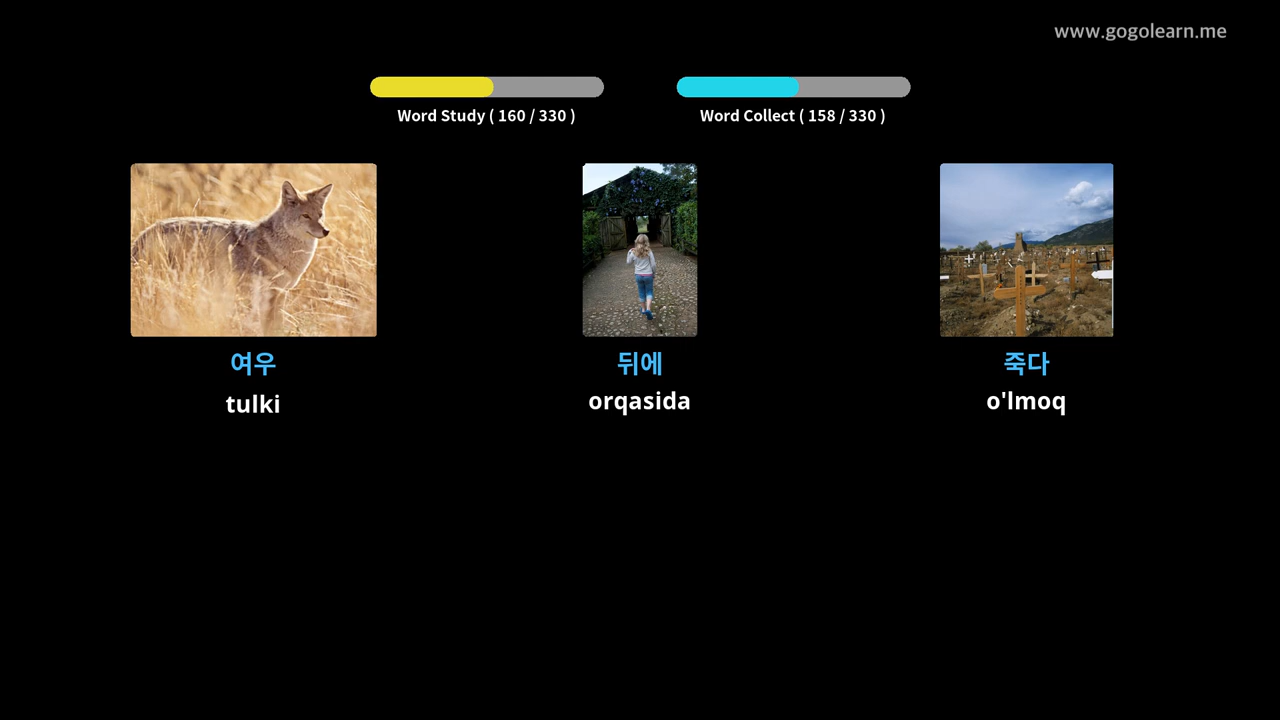 www.gogolearn.me
Word Study ( 160 / 330 )
Word Collect ( 158 / 330 )
여우
뒤에
죽다
tulki
orqasida
o'lmoq